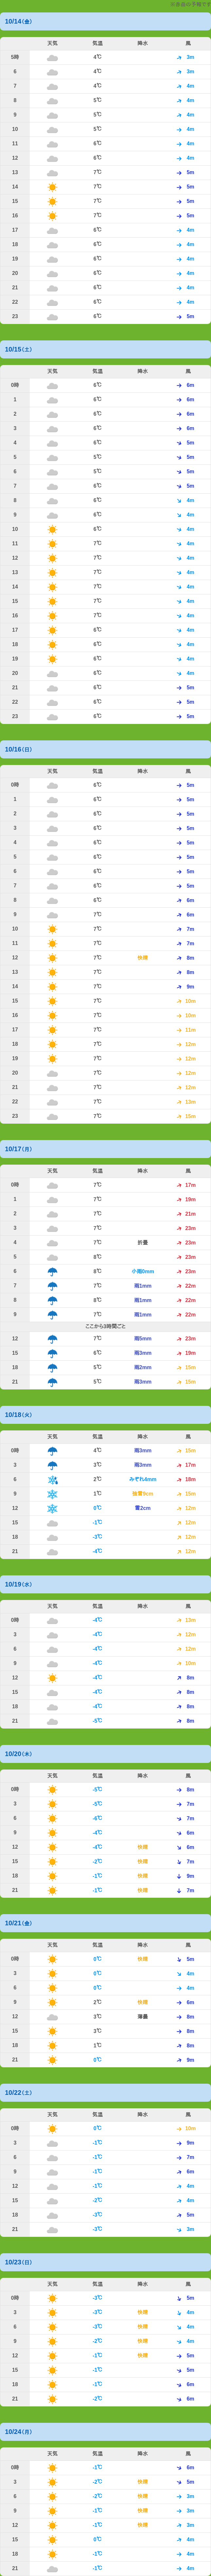 10/14(金)
天気 気温 降水 風
5時 4℃ 3m
6 4℃ 3m
7 4℃ 4m
8 5℃ 4m
9 5℃ 4m
10 5℃ 4m
11 6℃ 4m
12 6℃ 4m
13 7℃ 5m
14 7℃ 5m
15 7℃ 5m
16 7℃ 5m
17 6℃ 4m
18 6℃ 4m
19 6℃ 4m
20 6℃ 4m
21 6℃ 4m
22 6℃ 4m
23 6℃ 5m
10/15(土)
天気 気温 降水 風
0時 6℃ 6m
1 6℃ 6m
2 6℃ 6m
3 6℃ 6m
4 6℃ 5m
5 5℃ 5m
6 5℃ 5m
7 6℃ 5m
8 6℃ 4m
9 6℃ 4m
10 6℃ 4m
11 7℃ 4m
12 7℃ 4m
13 7℃ 4m
14 7℃ 4m
15 7℃ 4m
16 7℃ 4m
17 6℃ 4m
18 6℃ 4m
19 6℃ 4m
20 6℃ 4m
21 6℃ 5m
22 6℃ 5m
23 6℃ 5m
10/16(日)
天気 気温 降水 風
0時 6℃ 5m
1 6℃ 5m
2 6℃ 5m
3 6℃ 5m
4 6℃ 5m
5 6℃ 5m
6 6℃ 5m
7 6℃ 5m
8 6℃ 6m
9 7℃ 6m
10 7℃ 7m
11 7℃ 7m
12 7℃ 快晴 8m
13 7℃ 8m
14 7℃ 9m
15 7℃ 10m
16 7℃ 10m
17 7℃ 11m
18 7℃ 12m
19 7℃ 12m
20 7℃ 12m
21 7℃ 12m
22 7℃ 13m
23 7℃ 15m
10/17(月)
天気 気温 降水 風
0時 7℃ 17m
1 7℃ 19m
2 7℃ 21m
3 7℃ 23m
4 7℃ 23m
5 8℃ 23m
6 8℃ 小雨0mm 23m
7 7℃ 雨1mm 22m
8 8℃ 雨1mm 22m
9 7℃ 雨1mm 22m
ここから3時間ごと
12 7℃ 雨5mm 23m
15 6℃ 雨3mm 19m
18 5℃ 雨2mm 15m
21 5℃ 雨3mm 15m
10/18(火)
天気 気温 降水 風
0時 4℃ 雨3mm 15m
3 3℃ 雨3mm 17m
6 2℃ みぞれ4mm 18m
9 1℃ 15m
12 0℃ 雪2cm 12m
15 -1℃ 12m
18 -3℃ 12m
21 -4℃ 12m
10/19(水)
天気 気温 降水 風
0時 -4℃ 13m
3 -4℃ 12m
6 -4℃ 12m
9 -4℃ 10m
12 -4℃ 8m
15 -4℃ 8m
18 -4℃ 8m
21 -5℃ 8m
10/20(木)
天気 気温 降水 風
0時 -5℃ 8m
3 -5℃ 7m
6 -6℃ 7m
9 -4℃ 6m
12 -4℃ 快晴 6m
15 -2℃ 快晴 7m
18 -1℃ 快晴 9m
21 -1℃ 快晴 7m
10/21(金)
天気 気温 降水 風
0時 0℃ 快晴 5m
3 0℃ 4m
6 0℃ 4m
9 2℃ 快晴 6m
12 3℃ 薄曇 8m
15 3℃ 8m
18 1℃ 8m
21 0℃ 9m
10/22(土)
天気 気温 降水 風
0時 0℃ 10m
3 -1℃ 9m
6 -1℃ 7m
9 -1℃ 6m
12 -1℃ 4m
15 -2℃ 4m
18 -3℃ 5m
21 -3℃ 3m
10/23(日)
天気 気温 降水 風
0時 -3℃ 5m
3 -3℃ 快晴 4m
6 -3℃ 快晴 4m
9 -2℃ 快晴 4m
12 -1℃ 快晴 5m
15 -1℃ 5m
18 -1℃ 6m
21 -2℃ 6m
10/24(月)
天気 気温 降水 風
0時 -1℃ 6m
3 -2℃ 快晴 5m
6 -2℃ 快晴 3m
9 -1℃ 快晴 3m
12 -1℃ 快晴 3m
15 0℃ 4m
18 -1℃ 4m
21 -1℃ 4m